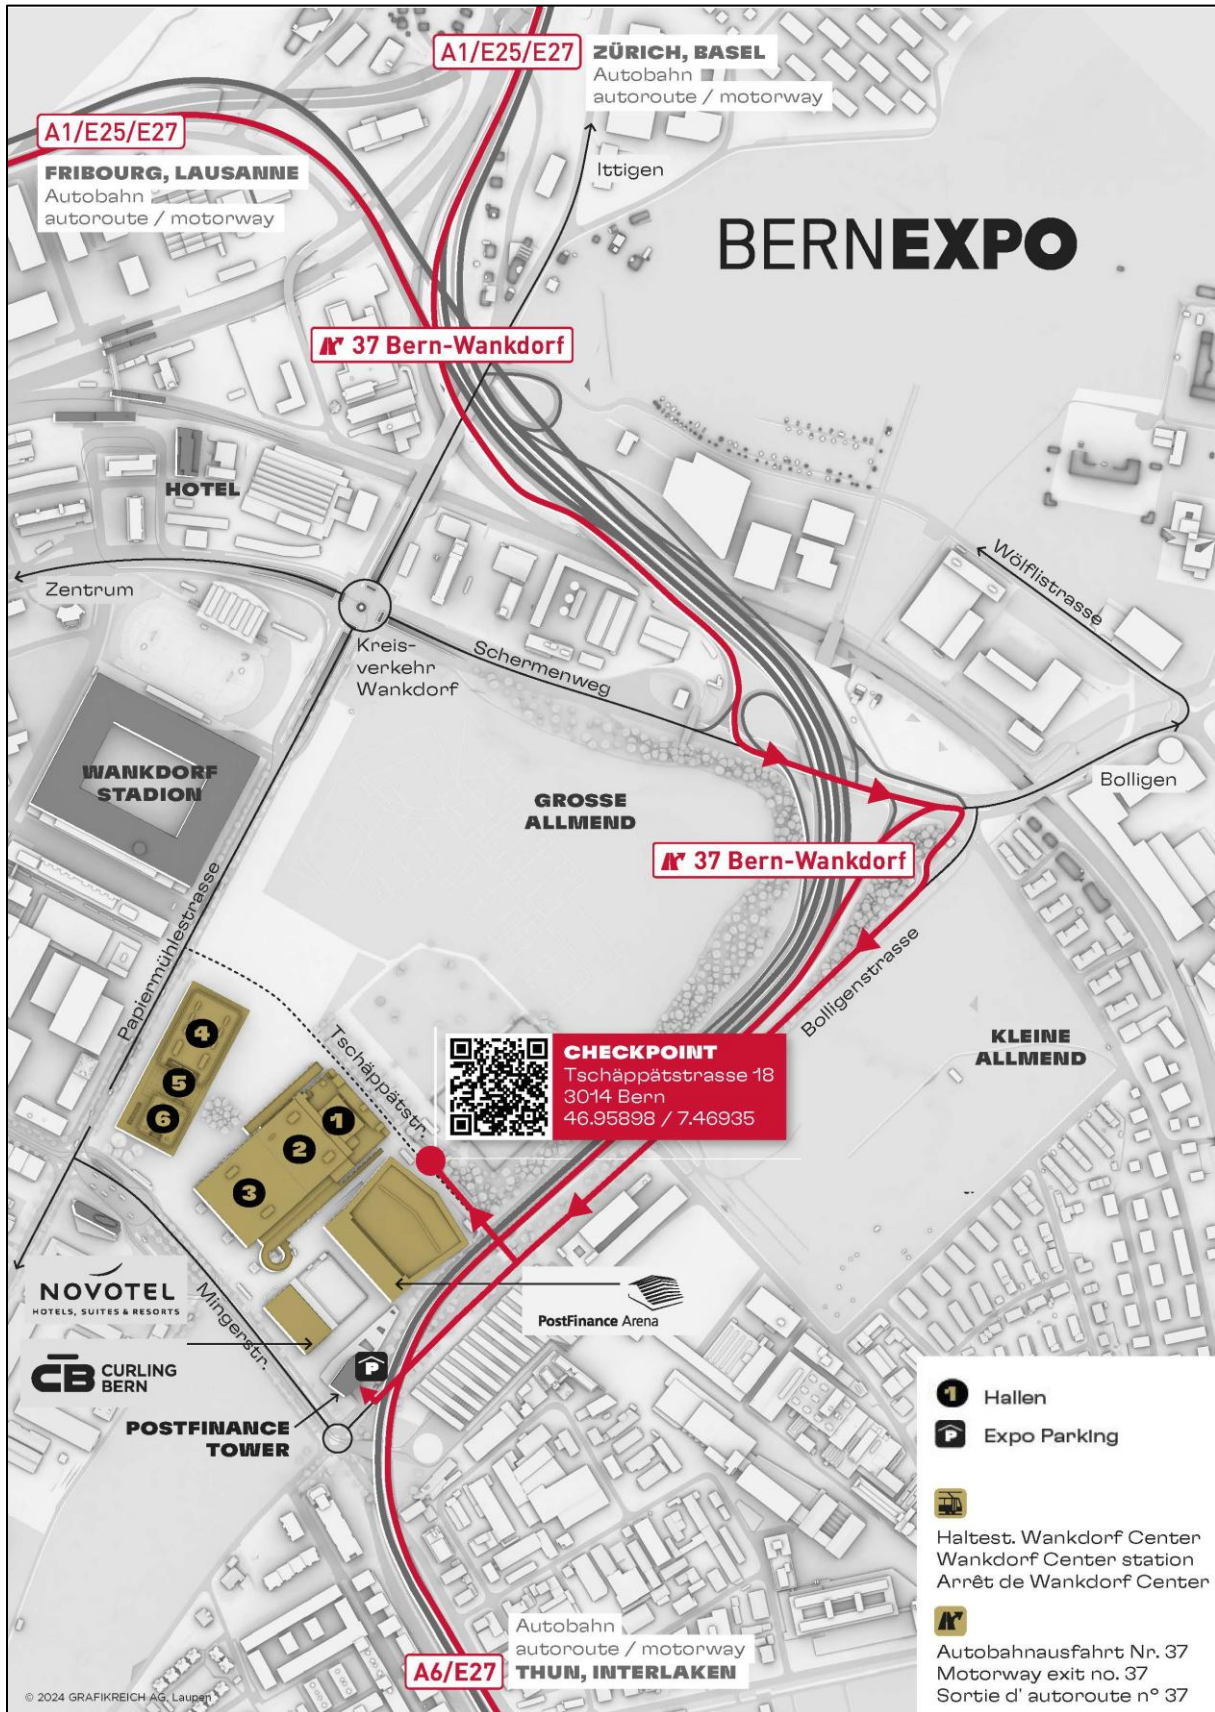 A1/E25/E27
ZÜRICH, BASEL
Autobahn
autoroute / motorway
A1/E25/E27
FRIBOURG, LAUSANNE
Autobahn
autoroute / motorway
Ittigen
BERNEXPO
37 Bern-Wankdorf
HOTEL
Zentrum
Kreis-
verkehr
Wankdorf
Schermenweg
Wölflistrasse
Bolligen
WANKDORF
STADION
GROSSE
ALLMEND
37 Bern-Wankdorf
Papiermühlestrasse
Bolligenstrasse
KLEINE
ALLMEND
Tschäppätstr.
CHECKPOINT
Tschäppätstrasse 18
3014 Bern
46.95898 / 7.46935
4
5
6
1
2
3
NOVOTEL
HOTELS, SUITES & RESORTS
Mingerstr.
PostFinance Arena
CB CURLING
BERN
P
POSTFINANCE
TOWER
1 Hallen
P Expo Parking
Haltest. Wankdorf Center
Wankdorf Center station
Arrêt de Wankdorf Center
Autobahnausfahrt Nr. 37
Motorway exit no. 37
Sortie d' autoroute n° 37
Autobahn
autoroute / motorway
A6/E27
THUN, INTERLAKEN
© 2024 GRAFIKREICH AG, Laupen